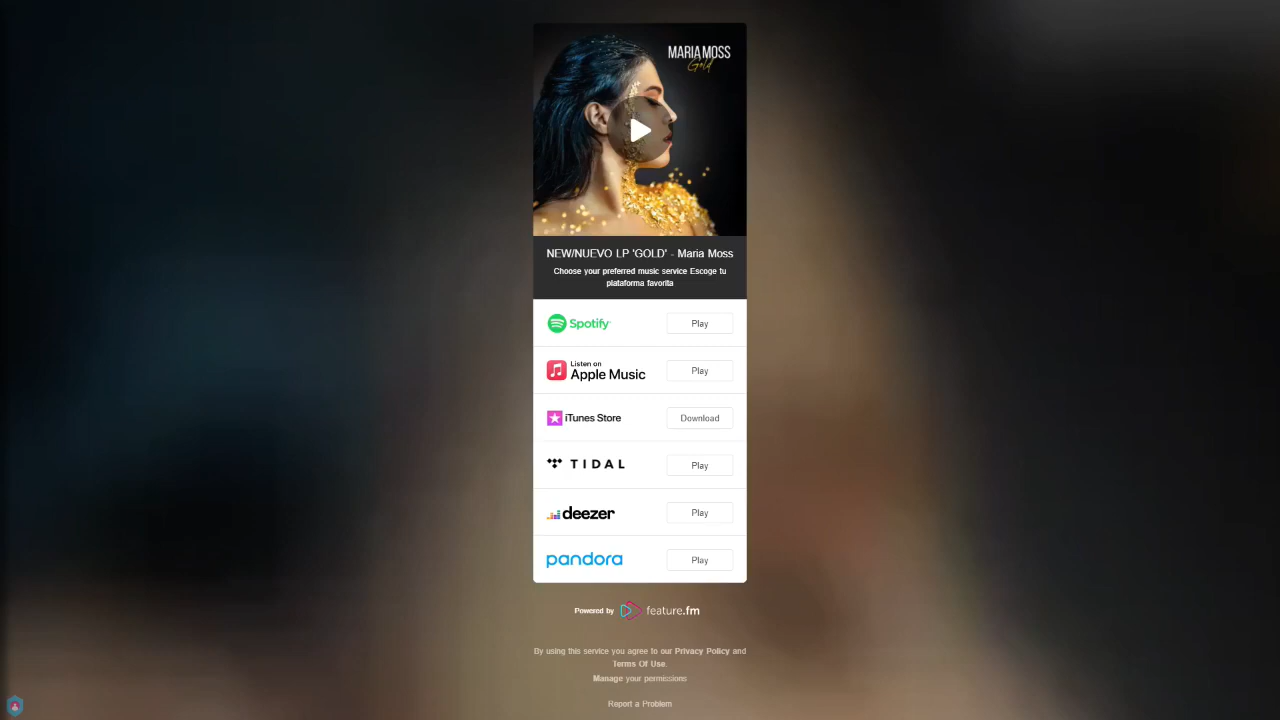 MARIA MOSS
Gold
NEW/NUEVO LP 'GOLD' - Maria Moss
Choose your preferred music service Escoge tu
plataforma favorita
Spotify
Play
Listen on
Apple Music
Play
iTunes Store
Download
TIDAL
Play
deezer
Play
pandora
Play
Powered by feature.fm
By using this service you agree to our Privacy Policy and
Terms Of Use.
Manage your permissions
Report a Problem